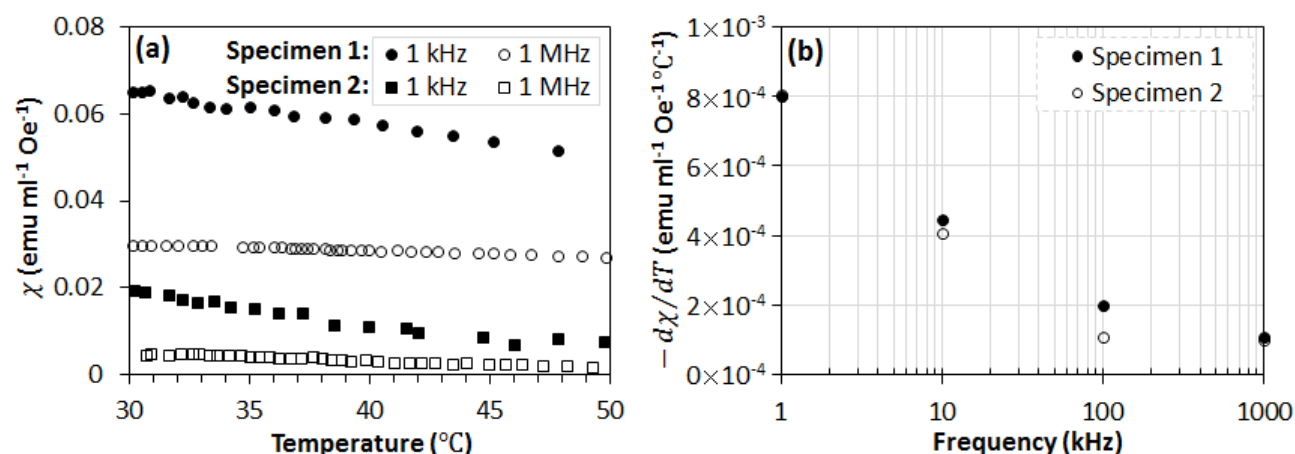 (a)
Specimen 1: 1 kHz 1 MHz
Specimen 2: 1 kHz 1 MHz
χ (emu ml⁻¹ Oe⁻¹)
0.08
0.06
0.04
0.02
0
30 35 40 45 50
Temperature (°C)
(b)
Specimen 1
Specimen 2
−dχ/dT (emu ml⁻¹ Oe⁻¹ °C⁻¹)
1×10⁻³
8×10⁻⁴
6×10⁻⁴
4×10⁻⁴
2×10⁻⁴
0×10⁻⁴
1 10 100 1000
Frequency (kHz)